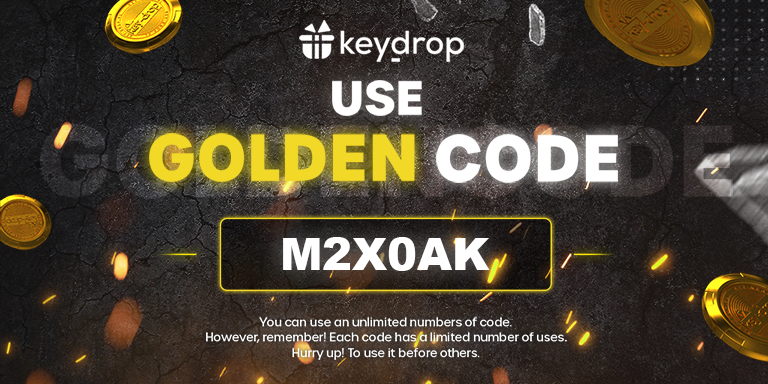 keydrop
USE
GOLDEN CODE
M2X0AK
You can use an unlimited numbers of code.
However, remember! Each code has a limited number of uses.
Hurry up! To use it before others.